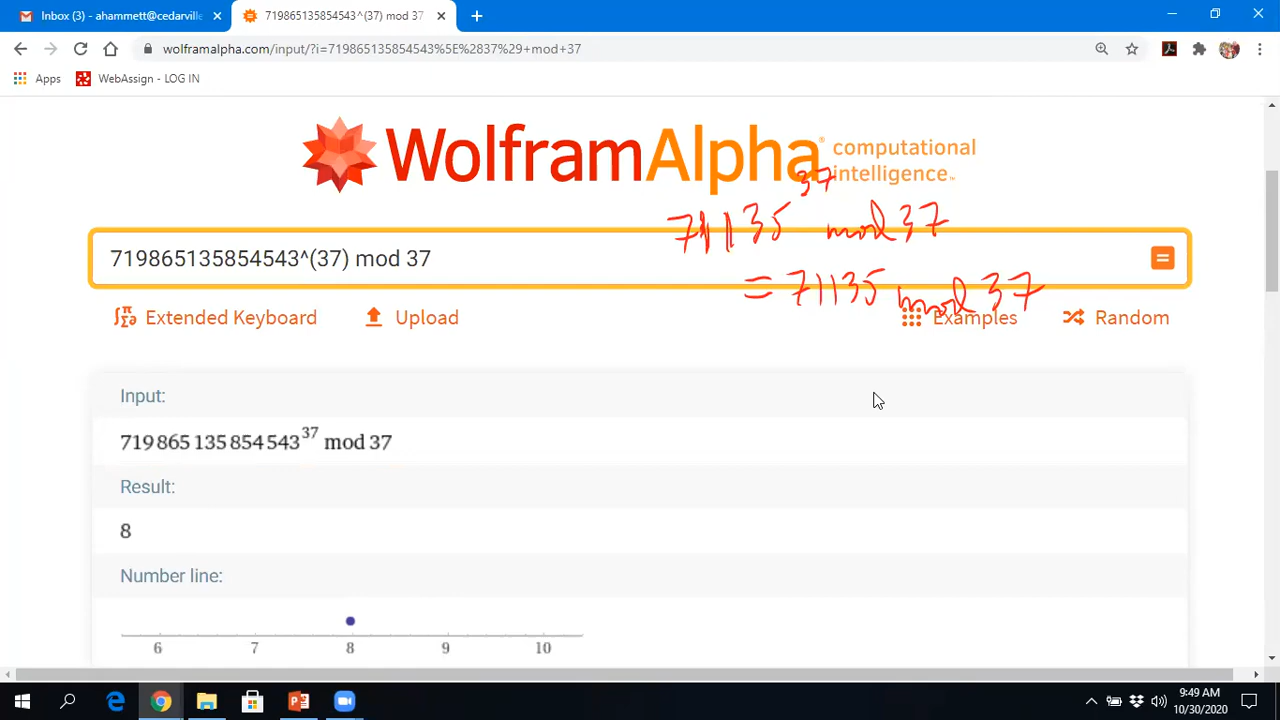 Inbox (3) - ahammett@cedarville
719865135854543^(37) mod 37
wolframalpha.com/input/?i=719865135854543%5E%2837%29+mod+37
Apps WebAssign - LOG IN
WolframAlpha computational intelligence.
71135^37 mod 37
719865135854543^(37) mod 37
= 71135 mod 37
Extended Keyboard Upload Examples Random
Input:
719 865 135 854 543^37 mod 37
Result:
8
Number line:
6 7 8 9 10
9:49 AM
10/30/2020